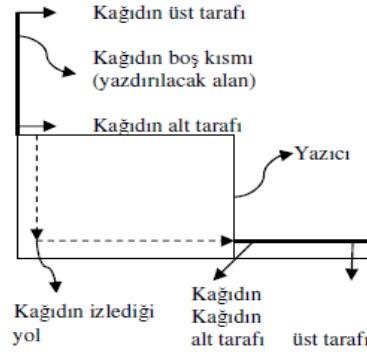 Kağıdın üst tarafı
Kağıdın boş kısmı
(yazdırılacak alan)
Kağıdın alt tarafı
Yazıcı
Kağıdın izlediği
yol
Kağıdın
Kağıdın
alt tarafı
üst tarafı